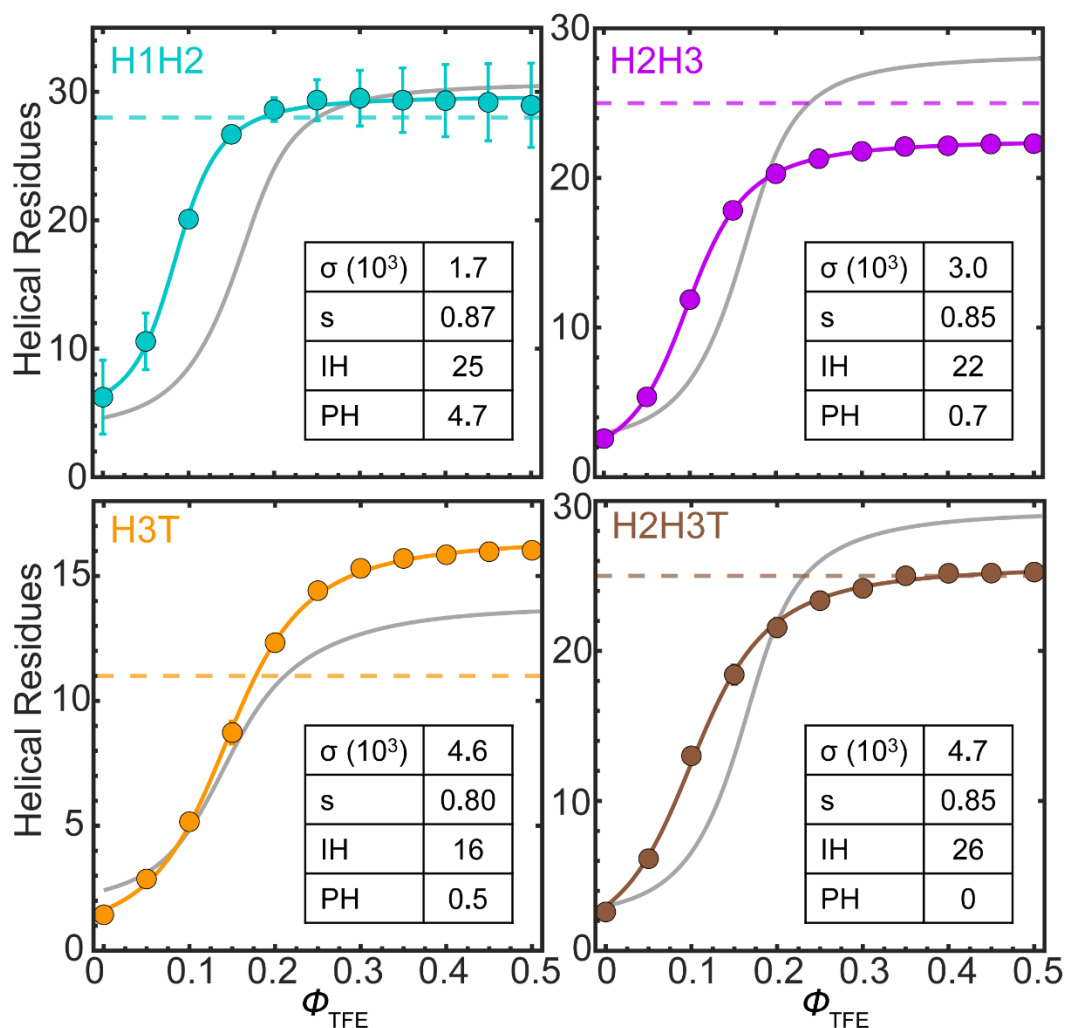 H1H2
Helical Residues
30
20
10
0
σ (10³) 1.7
s 0.87
IH 25
PH 4.7
H2H3
30
20
10
0
σ (10³) 3.0
s 0.85
IH 22
PH 0.7
H3T
Helical Residues
15
10
5
0
σ (10³) 4.6
s 0.80
IH 16
PH 0.5
0 0.1 0.2 0.3 0.4 0.5
Φ_TFE
H2H3T
30
20
10
0
σ (10³) 4.7
s 0.85
IH 26
PH 0
0 0.1 0.2 0.3 0.4 0.5
Φ_TFE